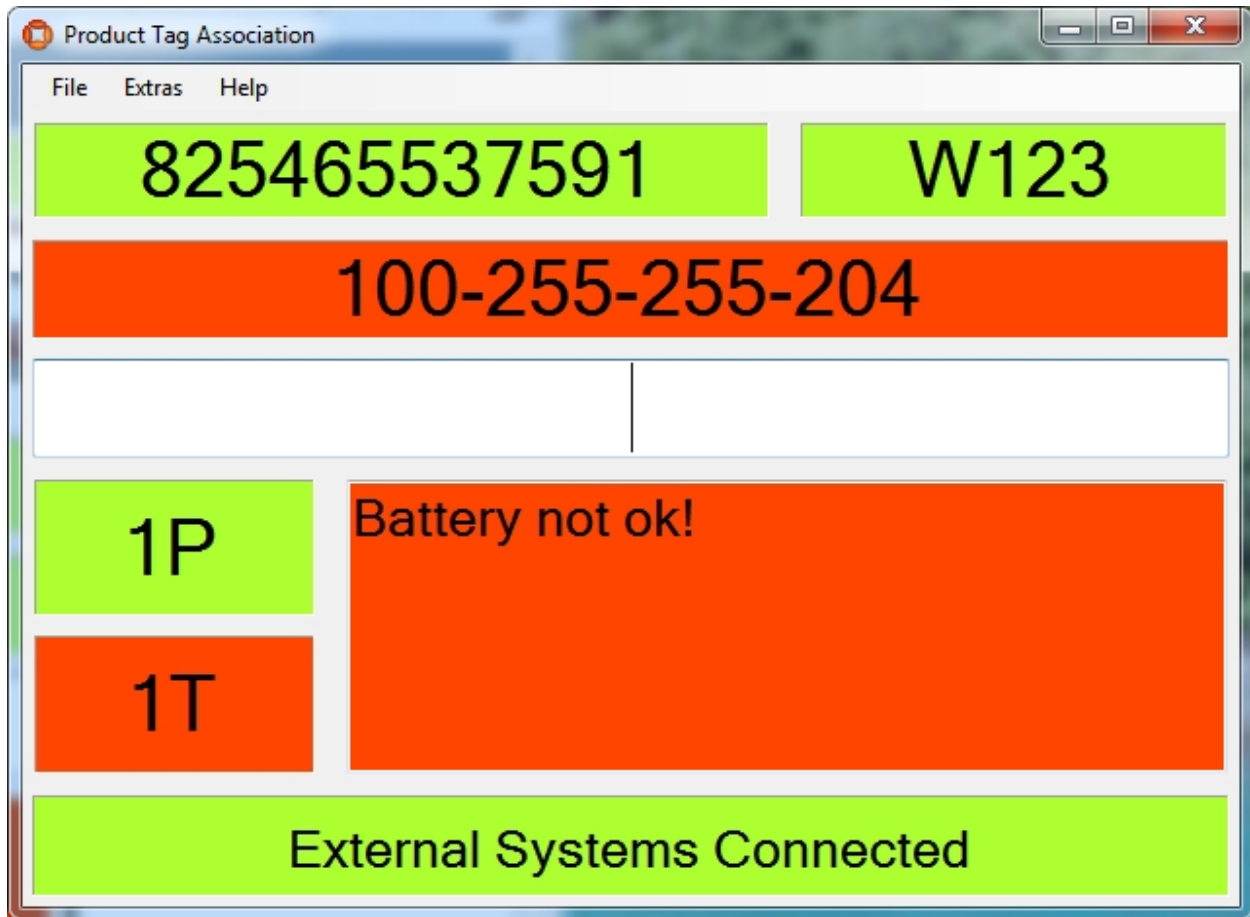 Product Tag Association
File Extras Help
825465537591 W123
100-255-255-204
1P
Battery not ok!
1T
External Systems Connected